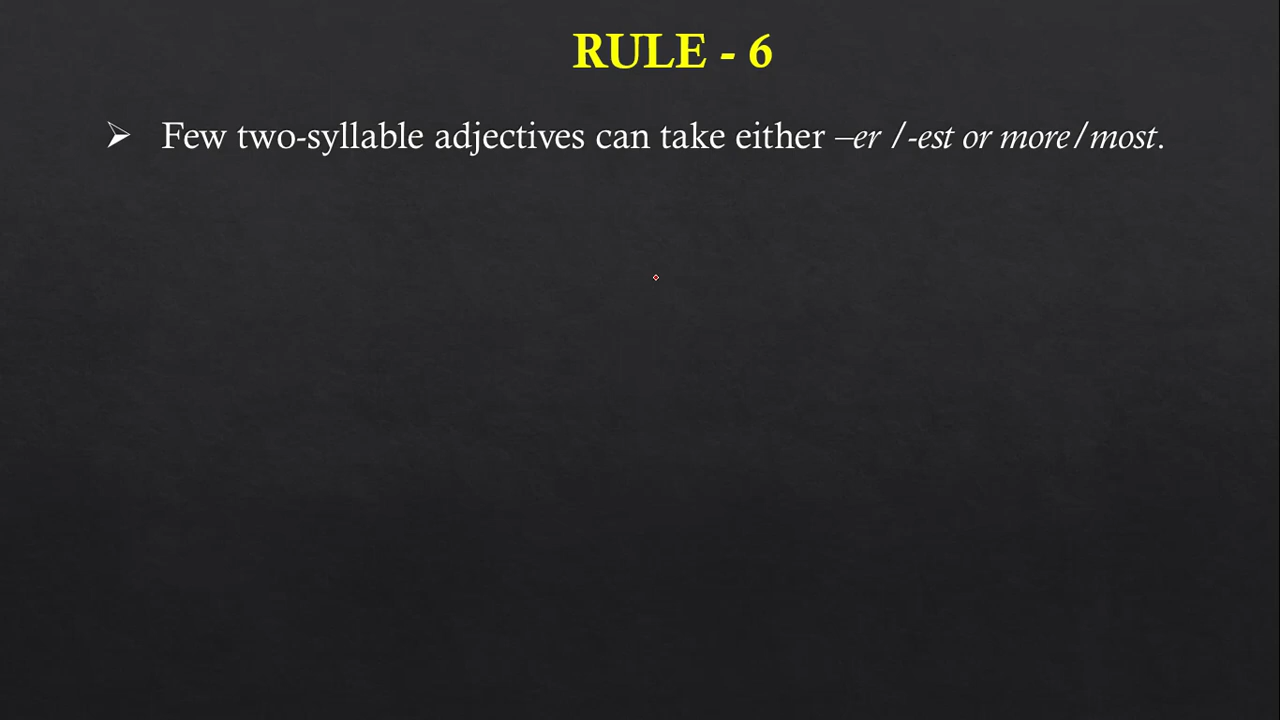 RULE - 6
➢ Few two-syllable adjectives can take either –er /-est or more/most.